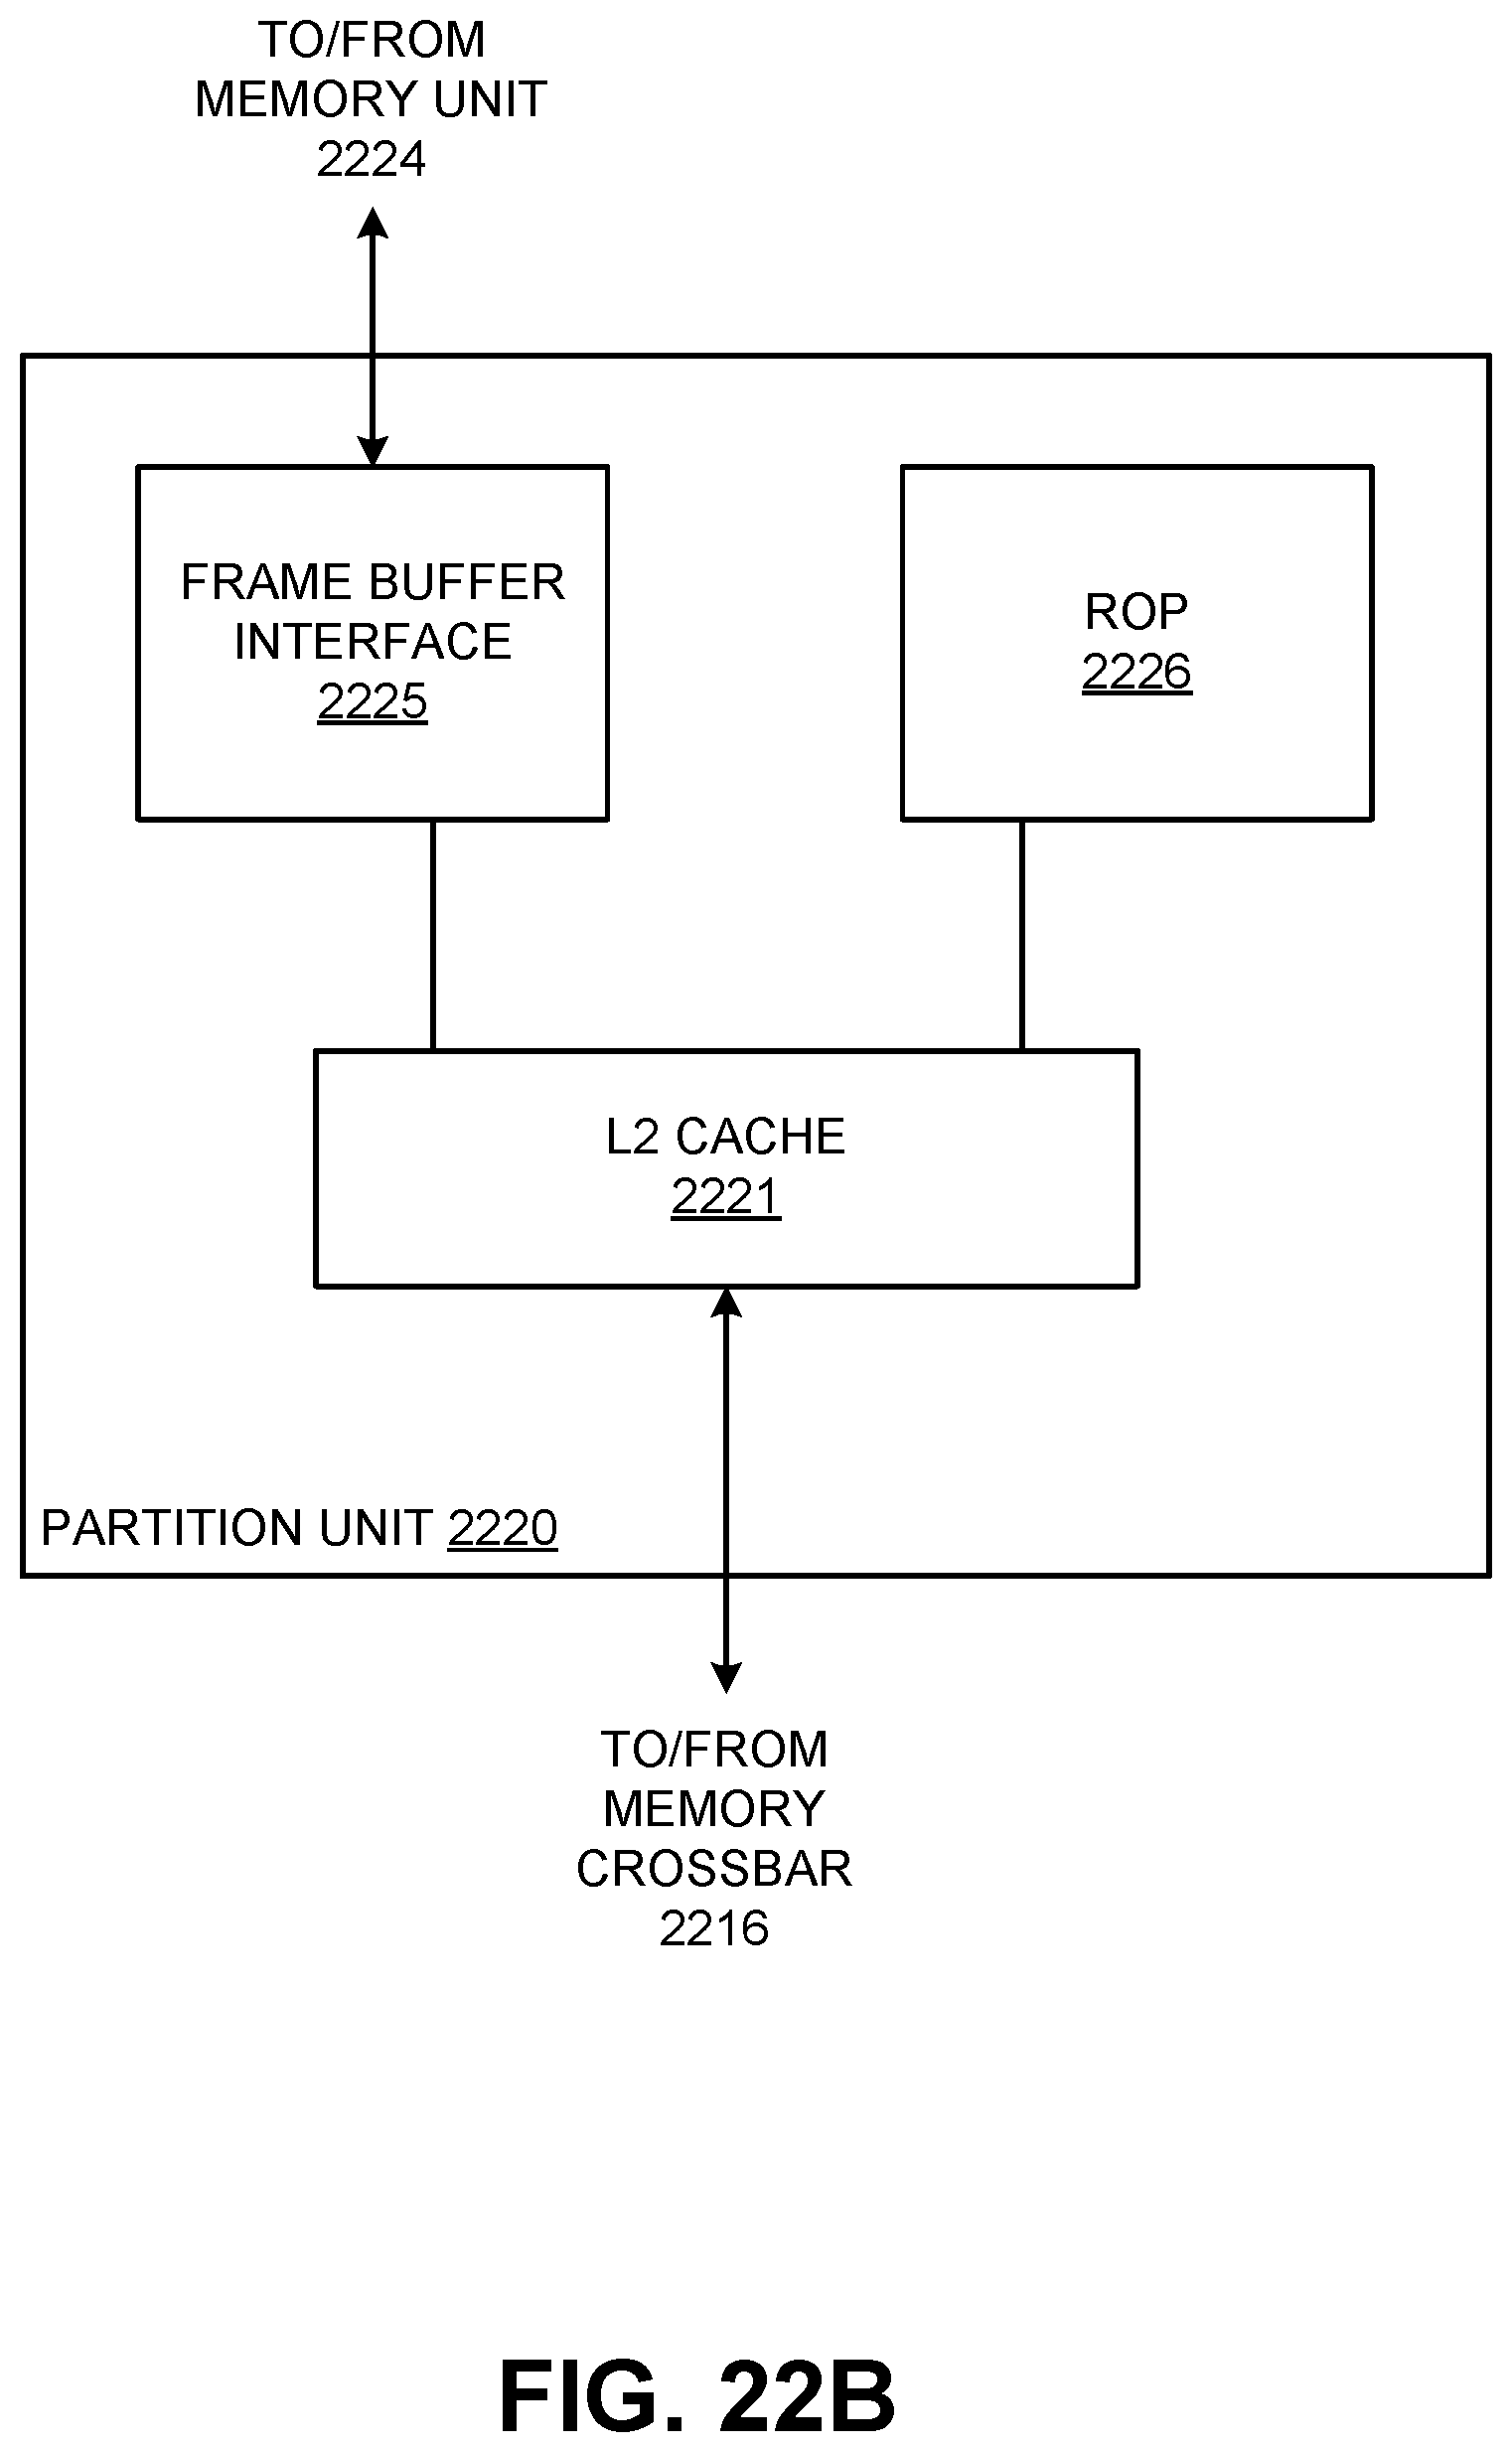 TO/FROM
MEMORY UNIT
2224
FRAME BUFFER
INTERFACE
2225
ROP
2226
L2 CACHE
2221
PARTITION UNIT 2220
TO/FROM
MEMORY
CROSSBAR
2216
FIG. 22B